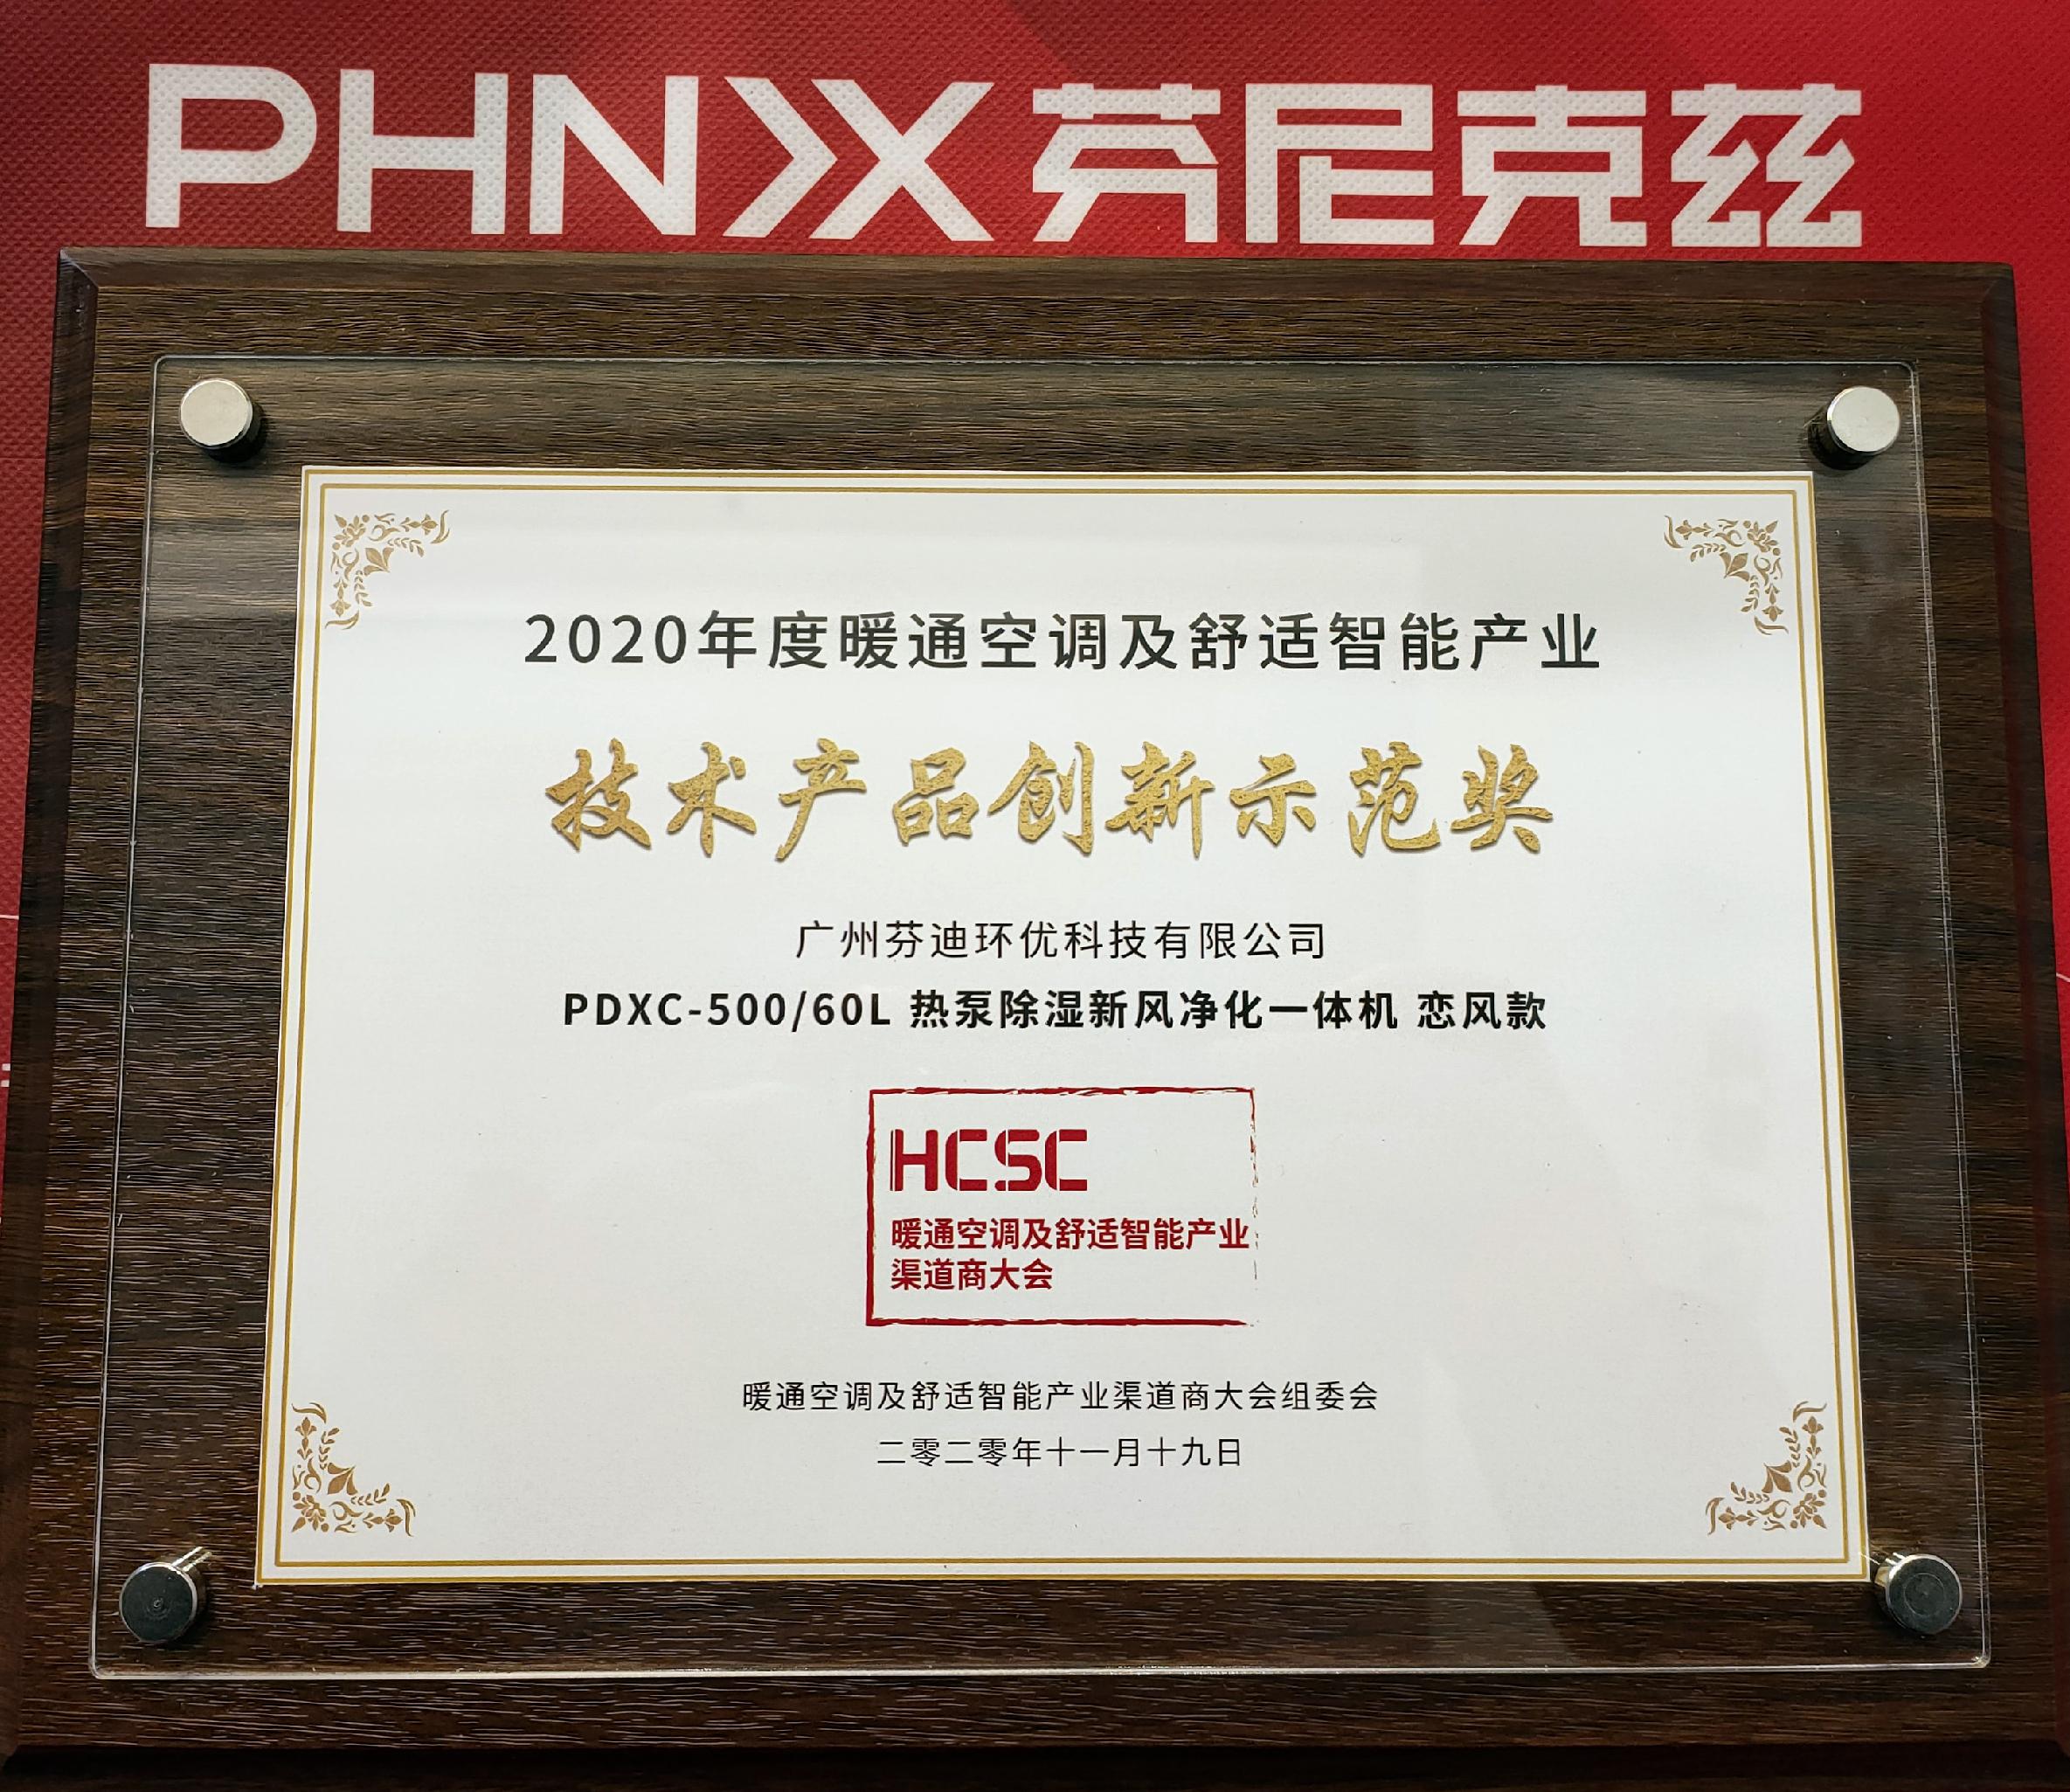 PHNX 芬尼克兹
2020年度暖通空调及舒适智能产业
技术产品创新示范奖
广州芬迪环优科技有限公司
PDXC-500/60L 热泵除湿新风净化一体机 恋风款
HCSC
暖通空调及舒适智能产业
渠道商大会
暖通空调及舒适智能产业渠道商大会组委会
二零二零年十一月十九日